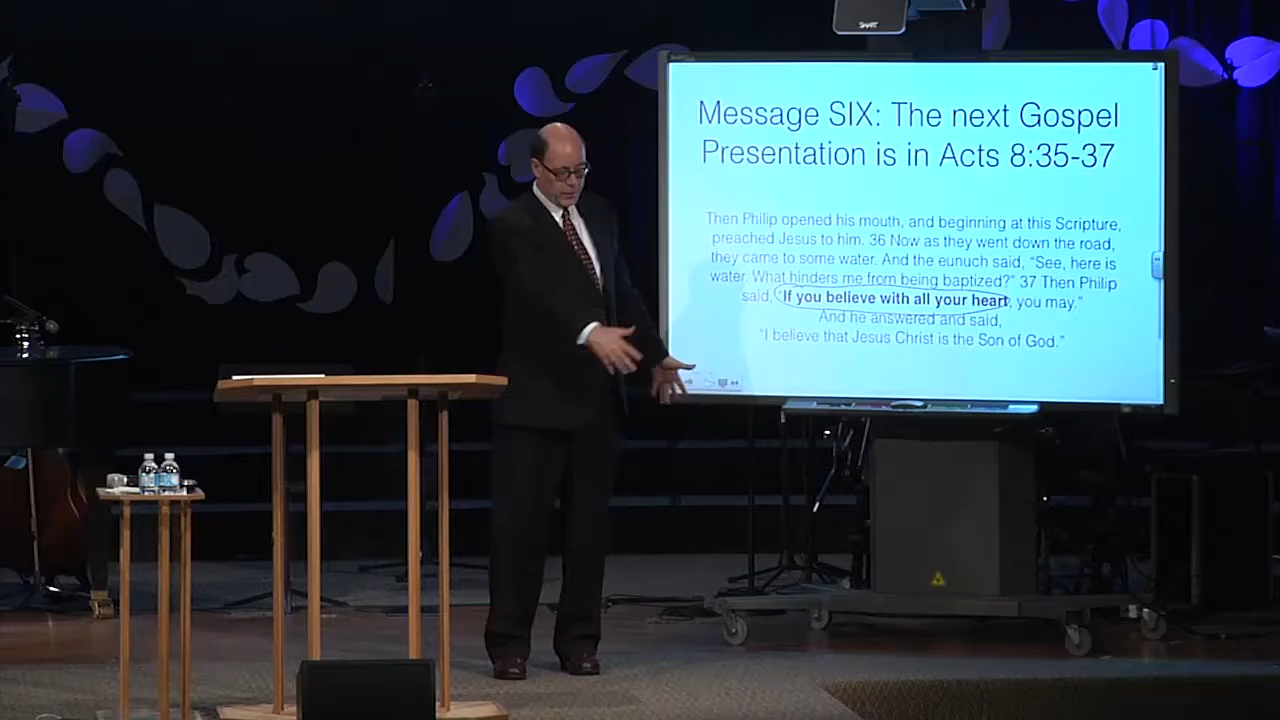 SMART
Message SIX: The next Gospel
Presentation is in Acts 8:35-37
Then Philip opened his mouth, and beginning at this Scripture,
preached Jesus to him. 36 Now as they went down the road,
they came to some water. And the eunuch said, “See, here is
water. What hinders me from being baptized?” 37 Then Philip
said, “If you believe with all your heart, you may.”
And he answered and said,
“I believe that Jesus Christ is the Son of God.”